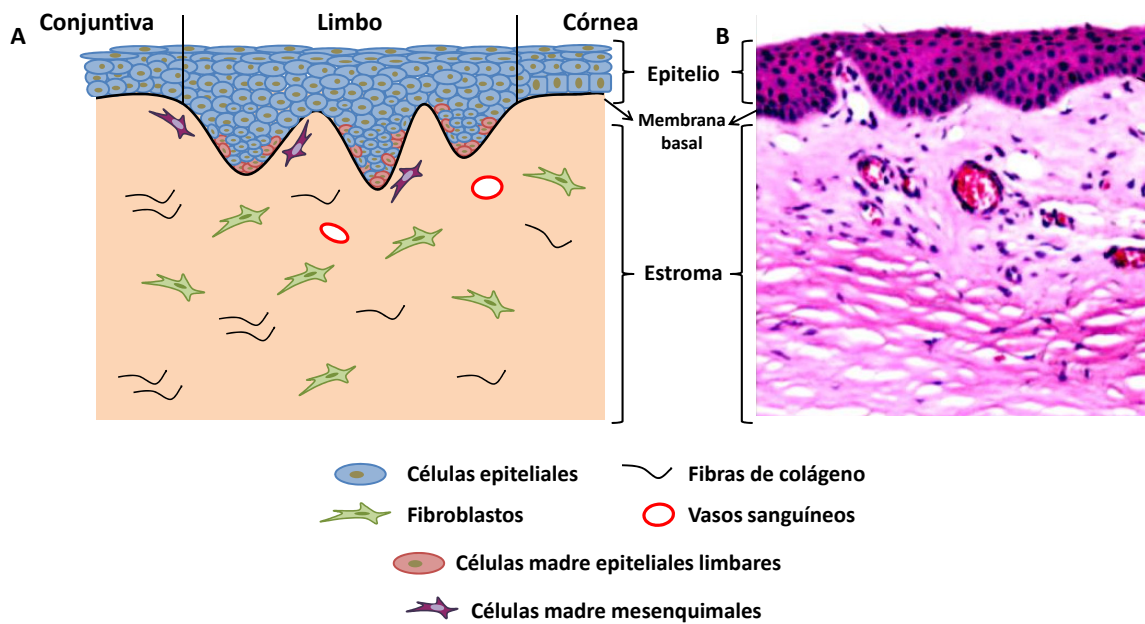 Conjuntiva Limbo Córnea
A
B
Epitelio
Membrana
basal
Estroma
Células epiteliales
Fibras de colágeno
Fibroblastos
Vasos sanguíneos
Células madre epiteliales limbares
Células madre mesenquimales